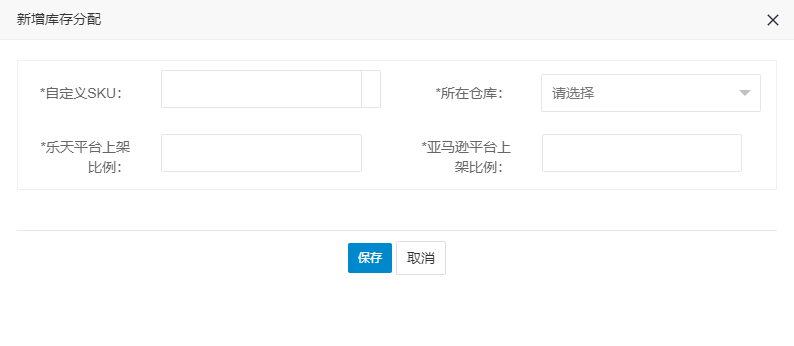 新增库存分配
*自定义SKU：
*所在仓库：
请选择
*乐天平台上架
比例：
*亚马逊平台上
架比例：
保存
取消